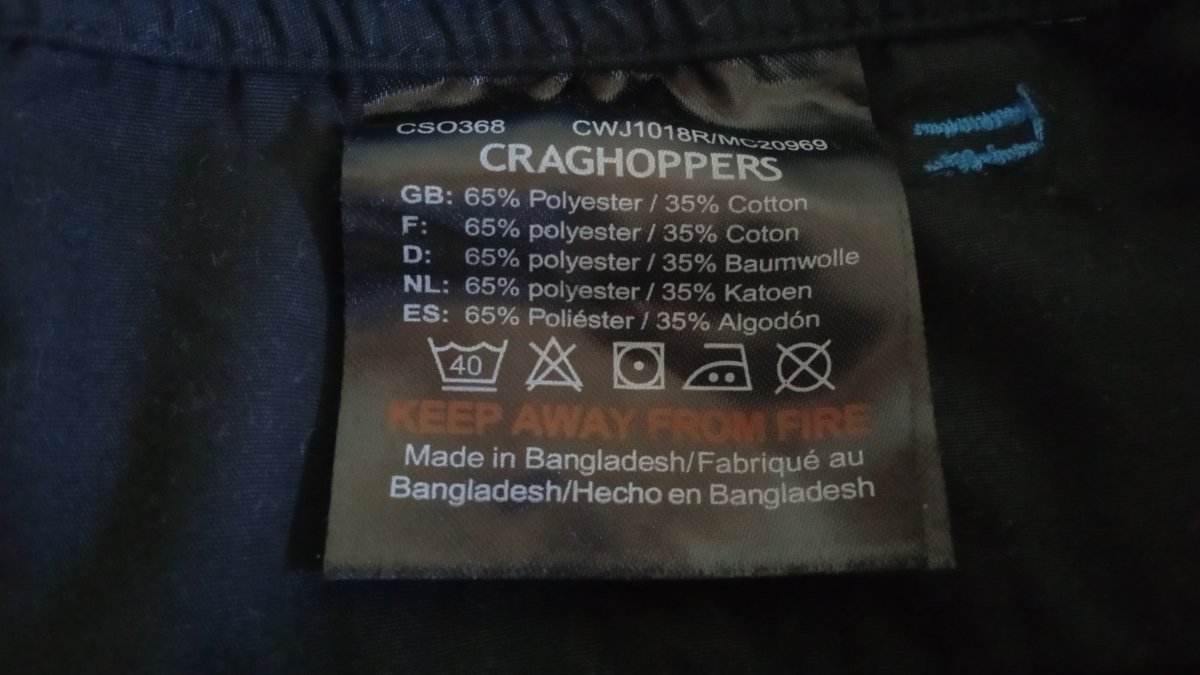 CSO368 CWJ1018R/MC20969
CRAGHOPPERS
GB: 65% Polyester / 35% Cotton
F: 65% polyester / 35% Coton
D: 65% polyester / 35% Baumwolle
NL: 65% polyester / 35% Katoen
ES: 65% Poliéster / 35% Algodón
40
KEEP AWAY FROM FIRE
Made in Bangladesh/Fabriqué au
Bangladesh/Hecho en Bangladesh